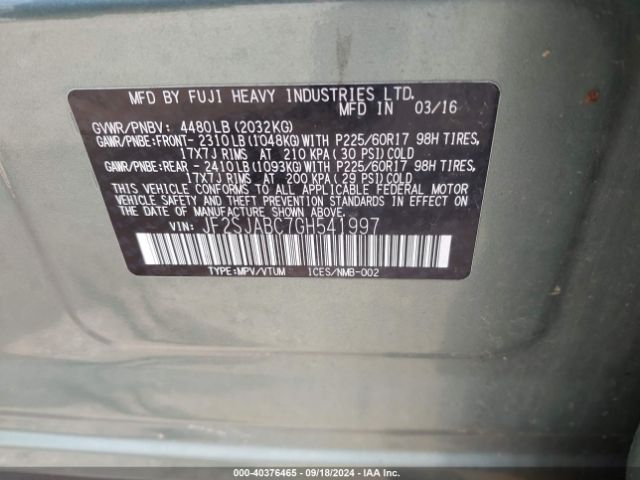 MFD BY FUJI HEAVY INDUSTRIES LTD.
MFD IN 03/16
GVWR/PNBV: 4480LB(2032KG)
GAWR/PNBE:FRONT-2310LB(1048KG)WITH P225/60R17 98H TIRES,
17X7J RIMS AT 210 KPA(30 PSI)COLD
GAWR/PNBE:REAR -2410LB(1093KG)WITH P225/60R17 98H TIRES,
17X7J RIMS AT 200 KPA(29 PSI)COLD
THIS VEHICLE CONFORMS TO ALL APPLICABLE FEDERAL MOTOR
VEHICLE SAFETY AND THEFT PREVENTION STANDARDS IN
EFFECT ON THE DATE OF MANUFACTURE SHOWN ABOVE.
VIN: JF2SJABC7GH541997
TYPE:MPV/VTUM ICES/NMB-002
000-40376465 - 09/18/2024 - IAA Inc.